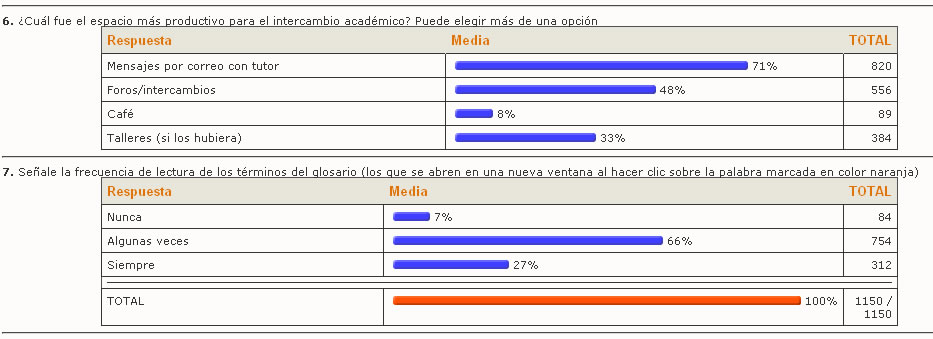 6. ¿Cuál fue el espacio más productivo para el intercambio académico? Puede elegir más de una opción
Respuesta Media TOTAL
Mensajes por correo con tutor 71% 820
Foros/intercambios 48% 556
Café 8% 89
Talleres (si los hubiera) 33% 384
7. Señale la frecuencia de lectura de los términos del glosario (los que se abren en una nueva ventana al hacer clic sobre la palabra marcada en color naranja)
Respuesta Media TOTAL
Nunca 7% 84
Algunas veces 66% 754
Siempre 27% 312
TOTAL 100% 1150 /
1150